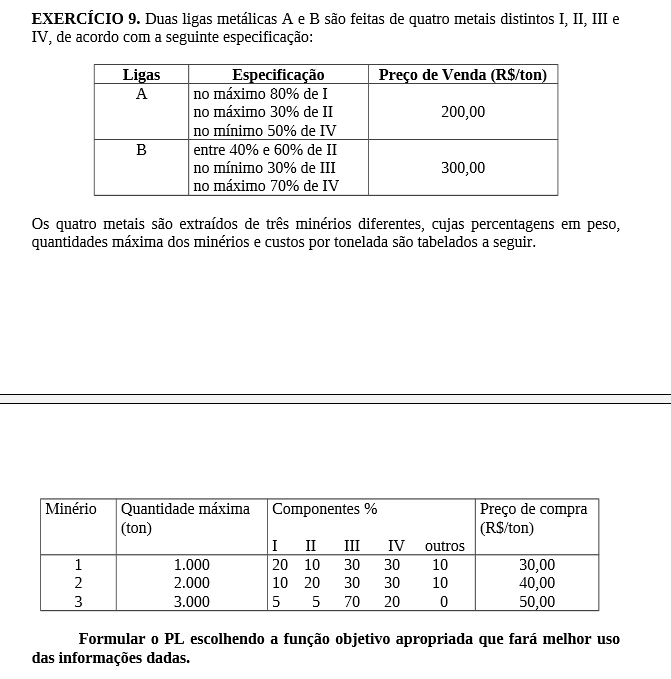 EXERCÍCIO 9. Duas ligas metálicas A e B são feitas de quatro metais distintos I, II, III e
IV, de acordo com a seguinte especificação:
Ligas Especificação Preço de Venda (R$/ton)
A no máximo 80% de I
no máximo 30% de II 200,00
no mínimo 50% de IV
B entre 40% e 60% de II
no mínimo 30% de III 300,00
no máximo 70% de IV
Os quatro metais são extraídos de três minérios diferentes, cujas percentagens em peso,
quantidades máxima dos minérios e custos por tonelada são tabelados a seguir.
Minério Quantidade máxima Componentes % Preço de compra
(ton) (R$/ton)
I II III IV outros
1 1.000 20 10 30 30 10 30,00
2 2.000 10 20 30 30 10 40,00
3 3.000 5 5 70 20 0 50,00
Formular o PL escolhendo a função objetivo apropriada que fará melhor uso
das informações dadas.